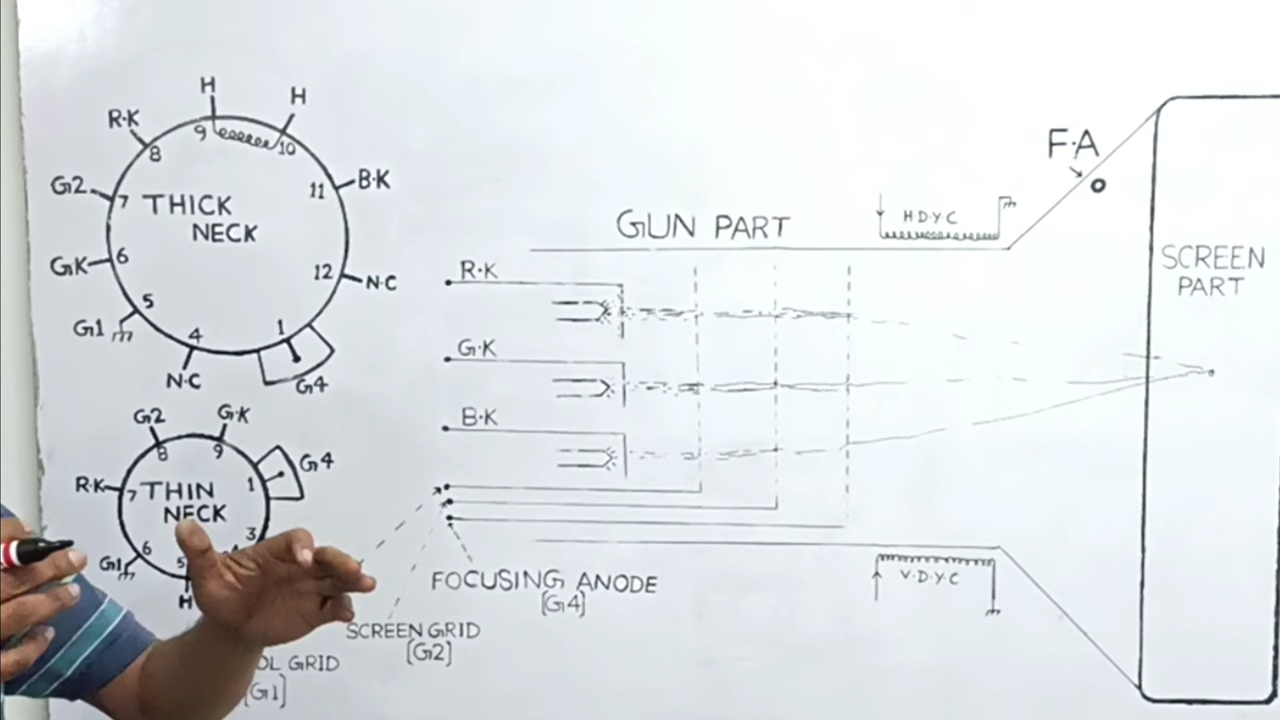 H
H
R·K
9
10
8
B·K
11
G2
7
THICK
NECK
GK
6
12
N·C
5
G1
4
1
N·C
G4
G2
G·K
8
9
G4
R·K
7
THIN
NECK
1
3
6
G1
5
H
GUN PART
R·K
G·K
B·K
H·D·Y·C
F·A
SCREEN
PART
V·D·Y·C
FOCUSING ANODE
[G4]
SCREEN GRID
[G2]
OL GRID
[G1]